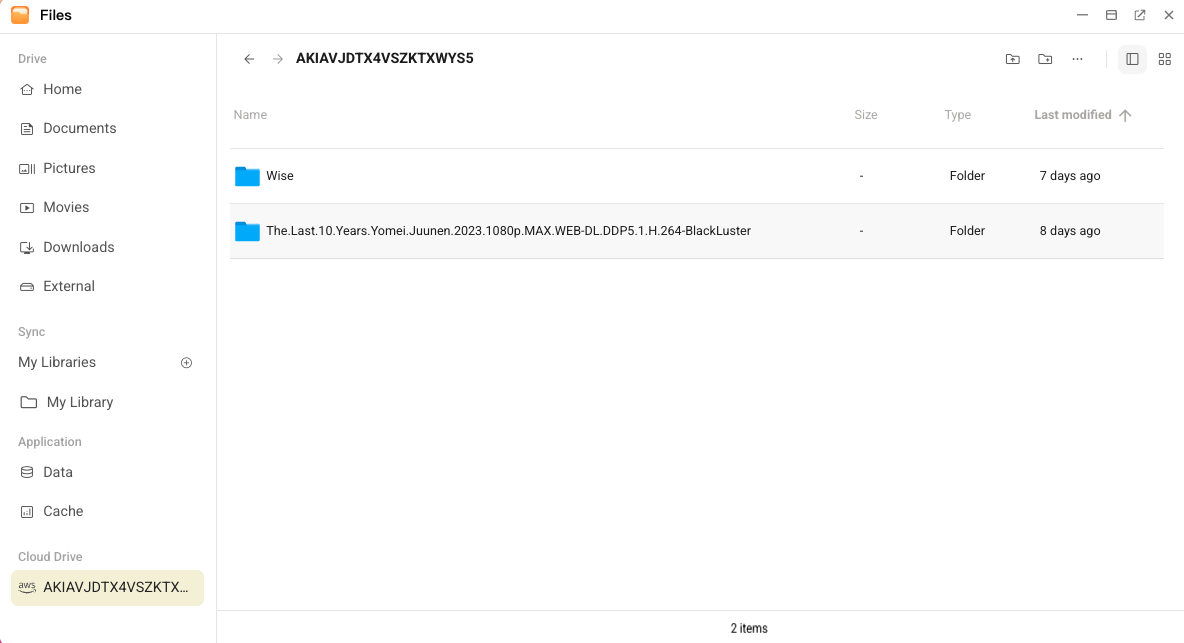 Files
Drive
Home
Documents
Pictures
Movies
Downloads
External
Sync
My Libraries
My Library
Application
Data
Cache
Cloud Drive
aws AKIAVJDTX4VSZKTX...
AKIAVJDTX4VSZKTXWYS5
Name Size Type Last modified
Wise - Folder 7 days ago
The.Last.10.Years.Yomei.Juunen.2023.1080p.MAX.WEB-DL.DDP5.1.H.264-BlackLuster - Folder 8 days ago
2 items